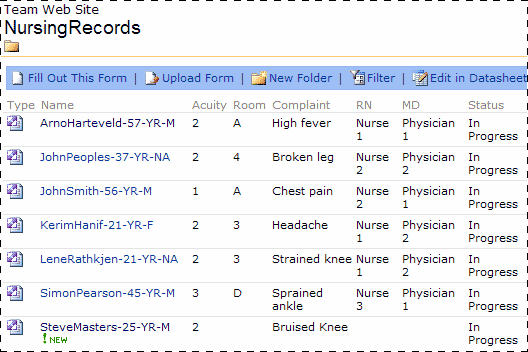 Team Web Site
NursingRecords
Fill Out This Form | Upload Form | New Folder | Filter | Edit in Datasheet
Type Name Acuity Room Complaint RN MD Status
ArnoHarteveld-57-YR-M 2 A High fever Nurse 1 Physician 1 In Progress
JohnPeoples-37-YR-NA 2 4 Broken leg Nurse 2 Physician 2 In Progress
JohnSmith-56-YR-M 1 A Chest pain Nurse 2 Physician 1 In Progress
KerimHanif-21-YR-F 2 3 Headache Nurse 1 Physician 2 In Progress
LeneRathkjen-21-YR-NA 2 3 Strained knee Nurse 1 Physician 2 In Progress
SimonPearson-45-YR-M 3 D Sprained ankle Nurse 3 Physician 1 In Progress
SteveMasters-25-YR-M 2 Bruised Knee In Progress
! NEW